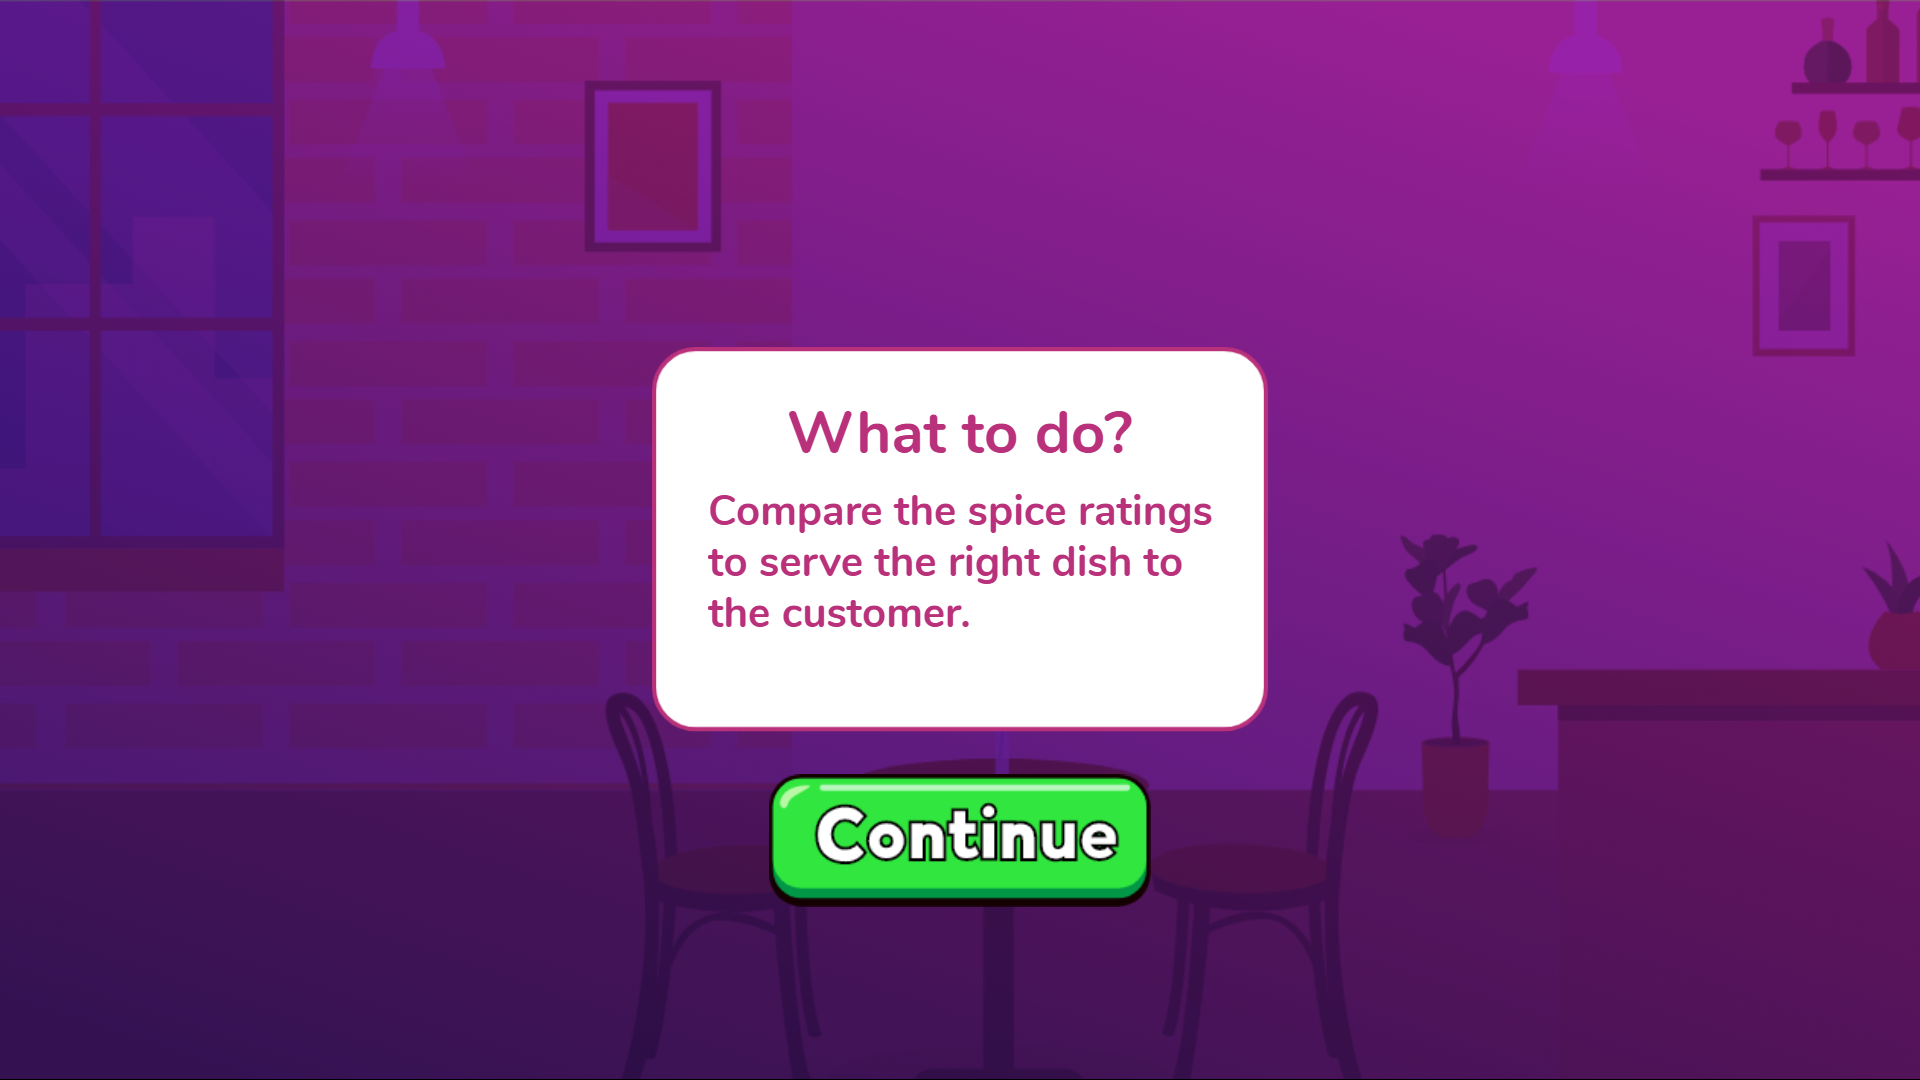 What to do?
Compare the spice ratings
to serve the right dish to
the customer.
Continue